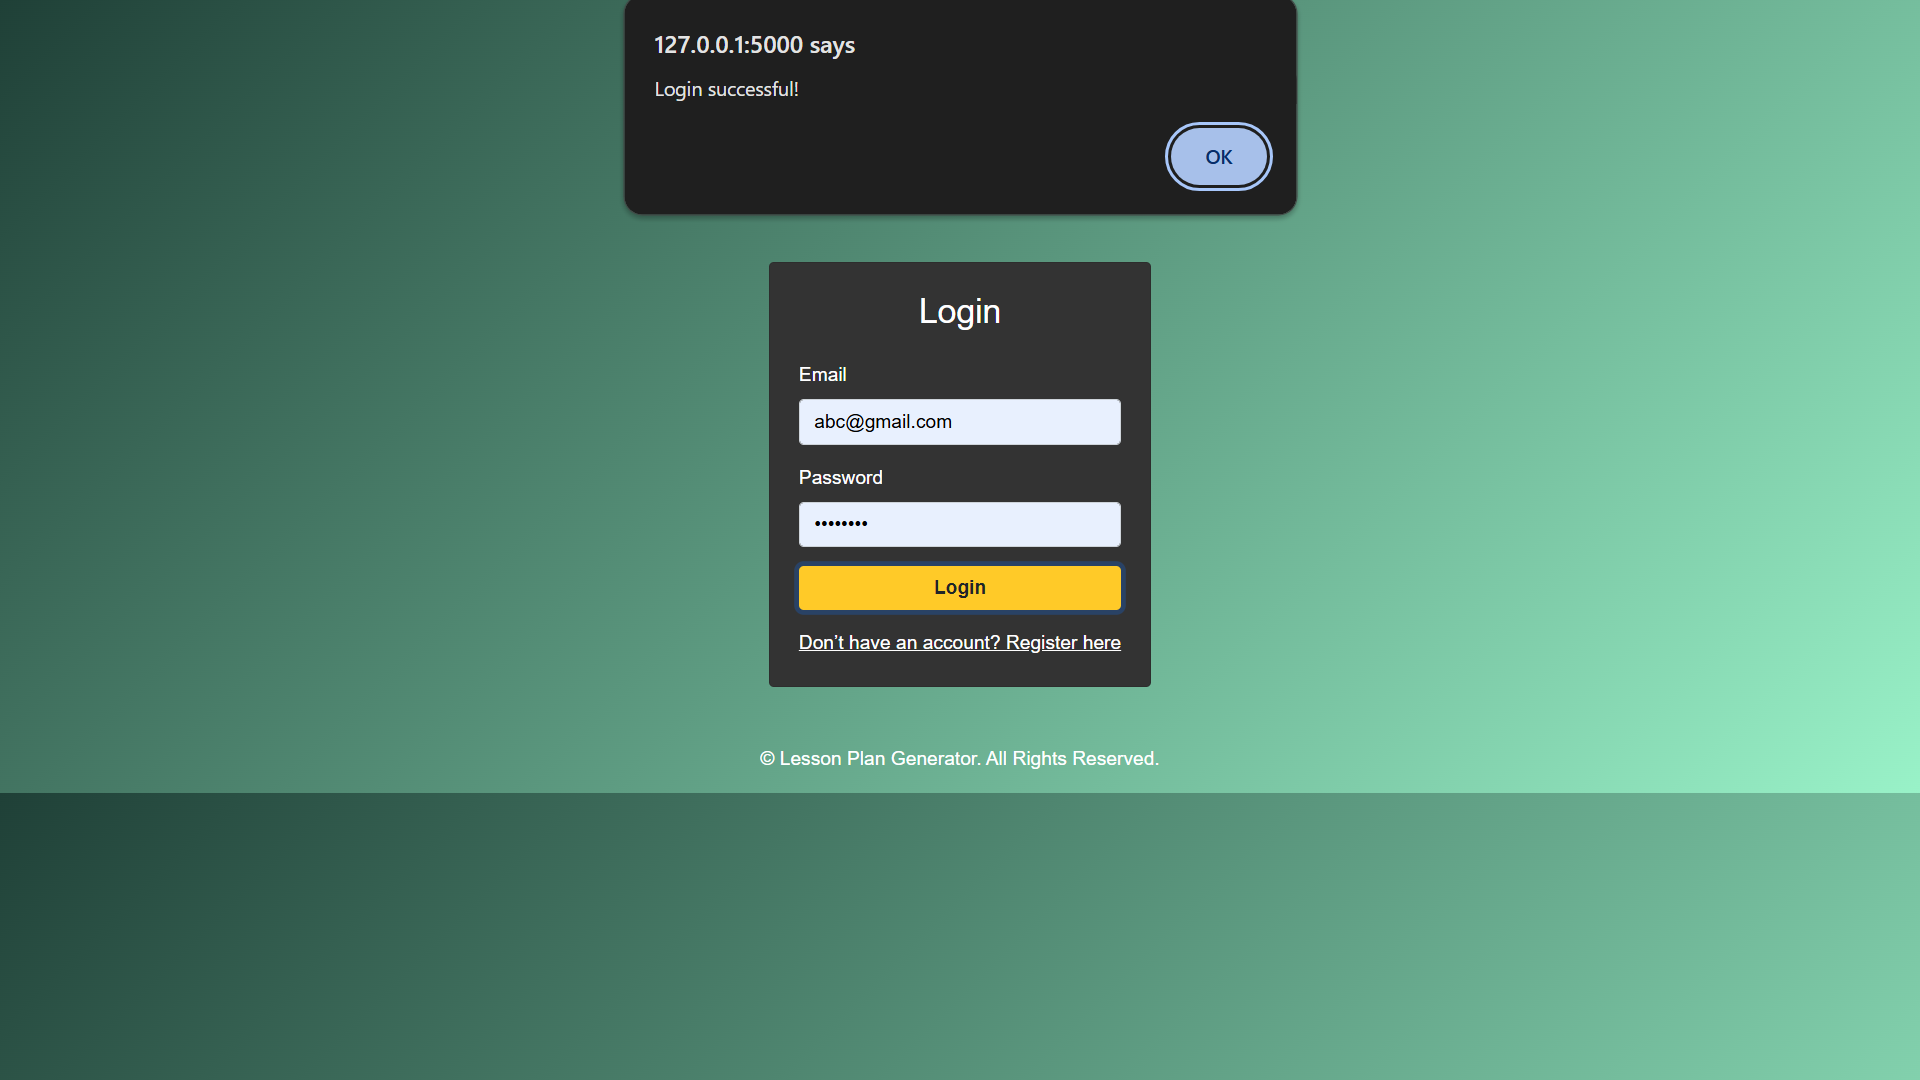 127.0.0.1:5000 says
Login successful!
OK
Login
Email
abc@gmail.com
Password
••••••••
Login
Don’t have an account? Register here
© Lesson Plan Generator. All Rights Reserved.